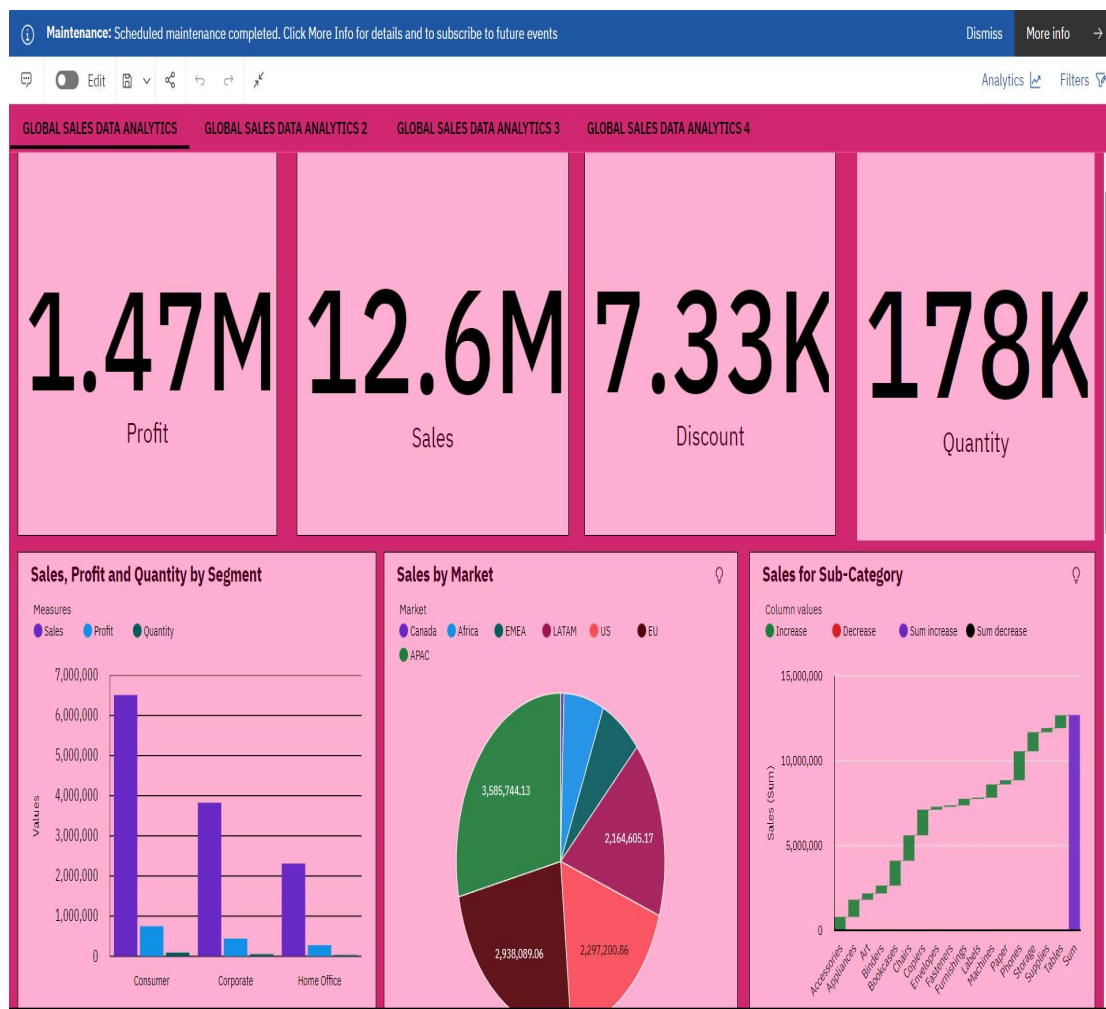 Maintenance: Scheduled maintenance completed. Click More Info for details and to subscribe to future events
Dismiss
More info
Edit
Analytics
Filters
GLOBAL SALES DATA ANALYTICS
GLOBAL SALES DATA ANALYTICS 2
GLOBAL SALES DATA ANALYTICS 3
GLOBAL SALES DATA ANALYTICS 4
1.47M
Profit
12.6M
Sales
7.33K
Discount
178K
Quantity
Sales, Profit and Quantity by Segment
Measures
Sales Profit Quantity
7,000,000
6,000,000
5,000,000
4,000,000
3,000,000
2,000,000
1,000,000
0
Values
Consumer
Corporate
Home Office
Sales by Market
Market
Canada Africa EMEA LATAM US EU
APAC
3,585,744.13
2,164,605.17
2,938,089.06
2,297,200.86
Sales for Sub-Category
Column values
Increase Decrease Sum increase Sum decrease
15,000,000
10,000,000
5,000,000
0
Sales (Sum)
Accessories
Appliances
Art
Binders
Bookcases
Chairs
Copiers
Envelopes
Fasteners
Furnishings
Labels
Machines
Paper
Phones
Storage
Supplies
Tables
Sum